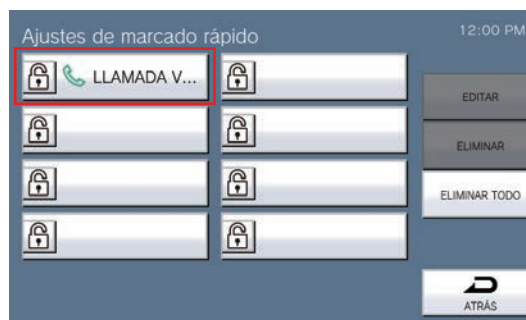 Ajustes de marcado rápido
12:00 PM
LLAMADA V...
EDITAR
ELIMINAR
ELIMINAR TODO
ATRÁS